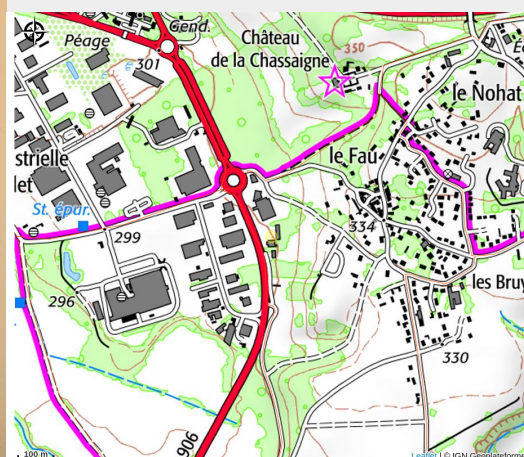 Gend.
Péage
301
Château
de la Chassaigne
350
le Nohat
strielle
let
le Fau
St. épur.
299
334
296
les Bruy
330
906
100 m
Leaflet | © IGN Geoplateforme